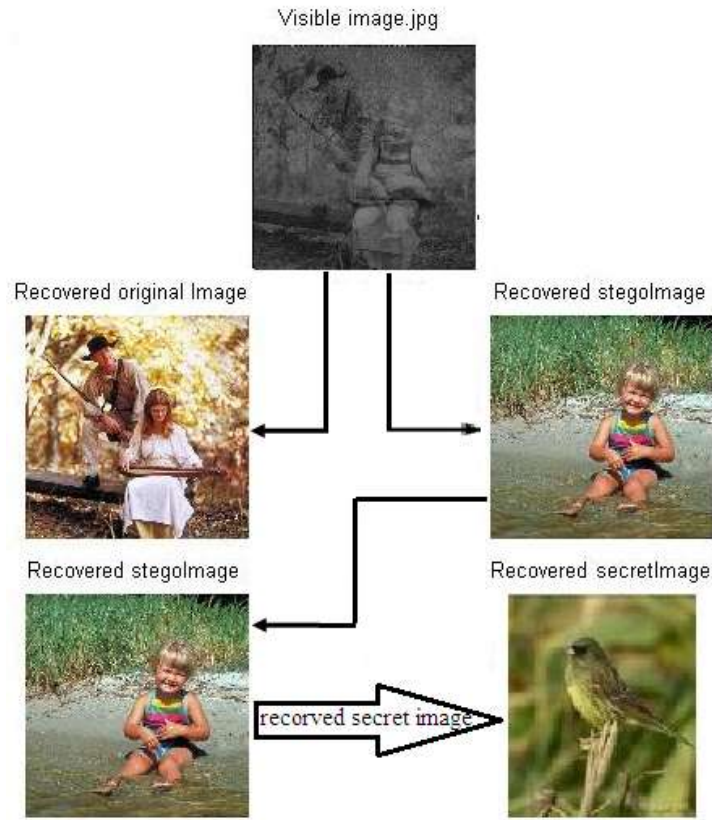 Visible image.jpg
Recovered original Image
Recovered stegoImage
Recovered stegoImage
Recovered secretImage
recorved secret image